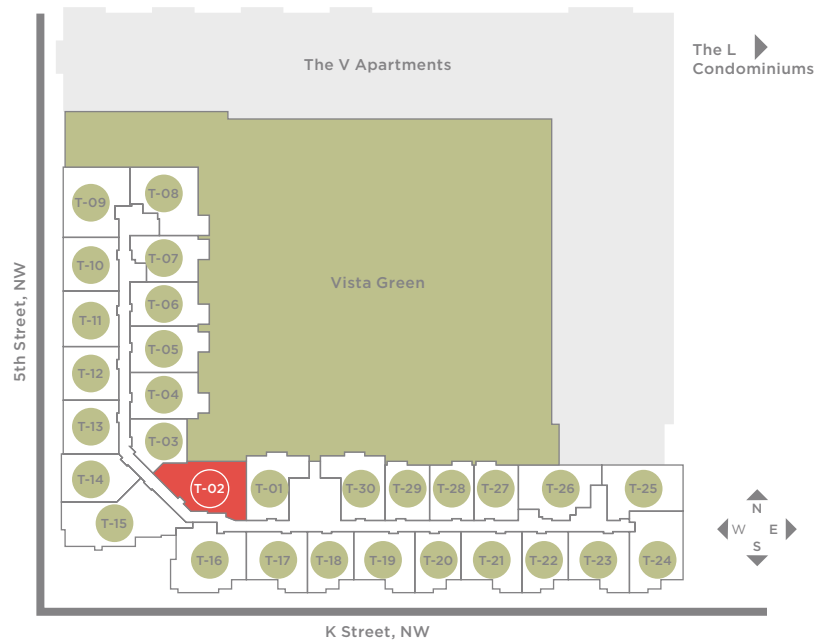 The V Apartments
The L
Condominiums
T-09
T-08
T-07
T-10
Vista Green
5th Street, NW
T-06
T-11
T-05
T-12
T-04
T-13
T-03
T-14
T-02
T-01
T-30
T-29
T-28
T-27
T-26
T-25
T-15
N
W
E
S
T-16
T-17
T-18
T-19
T-20
T-21
T-22
T-23
T-24
K Street, NW